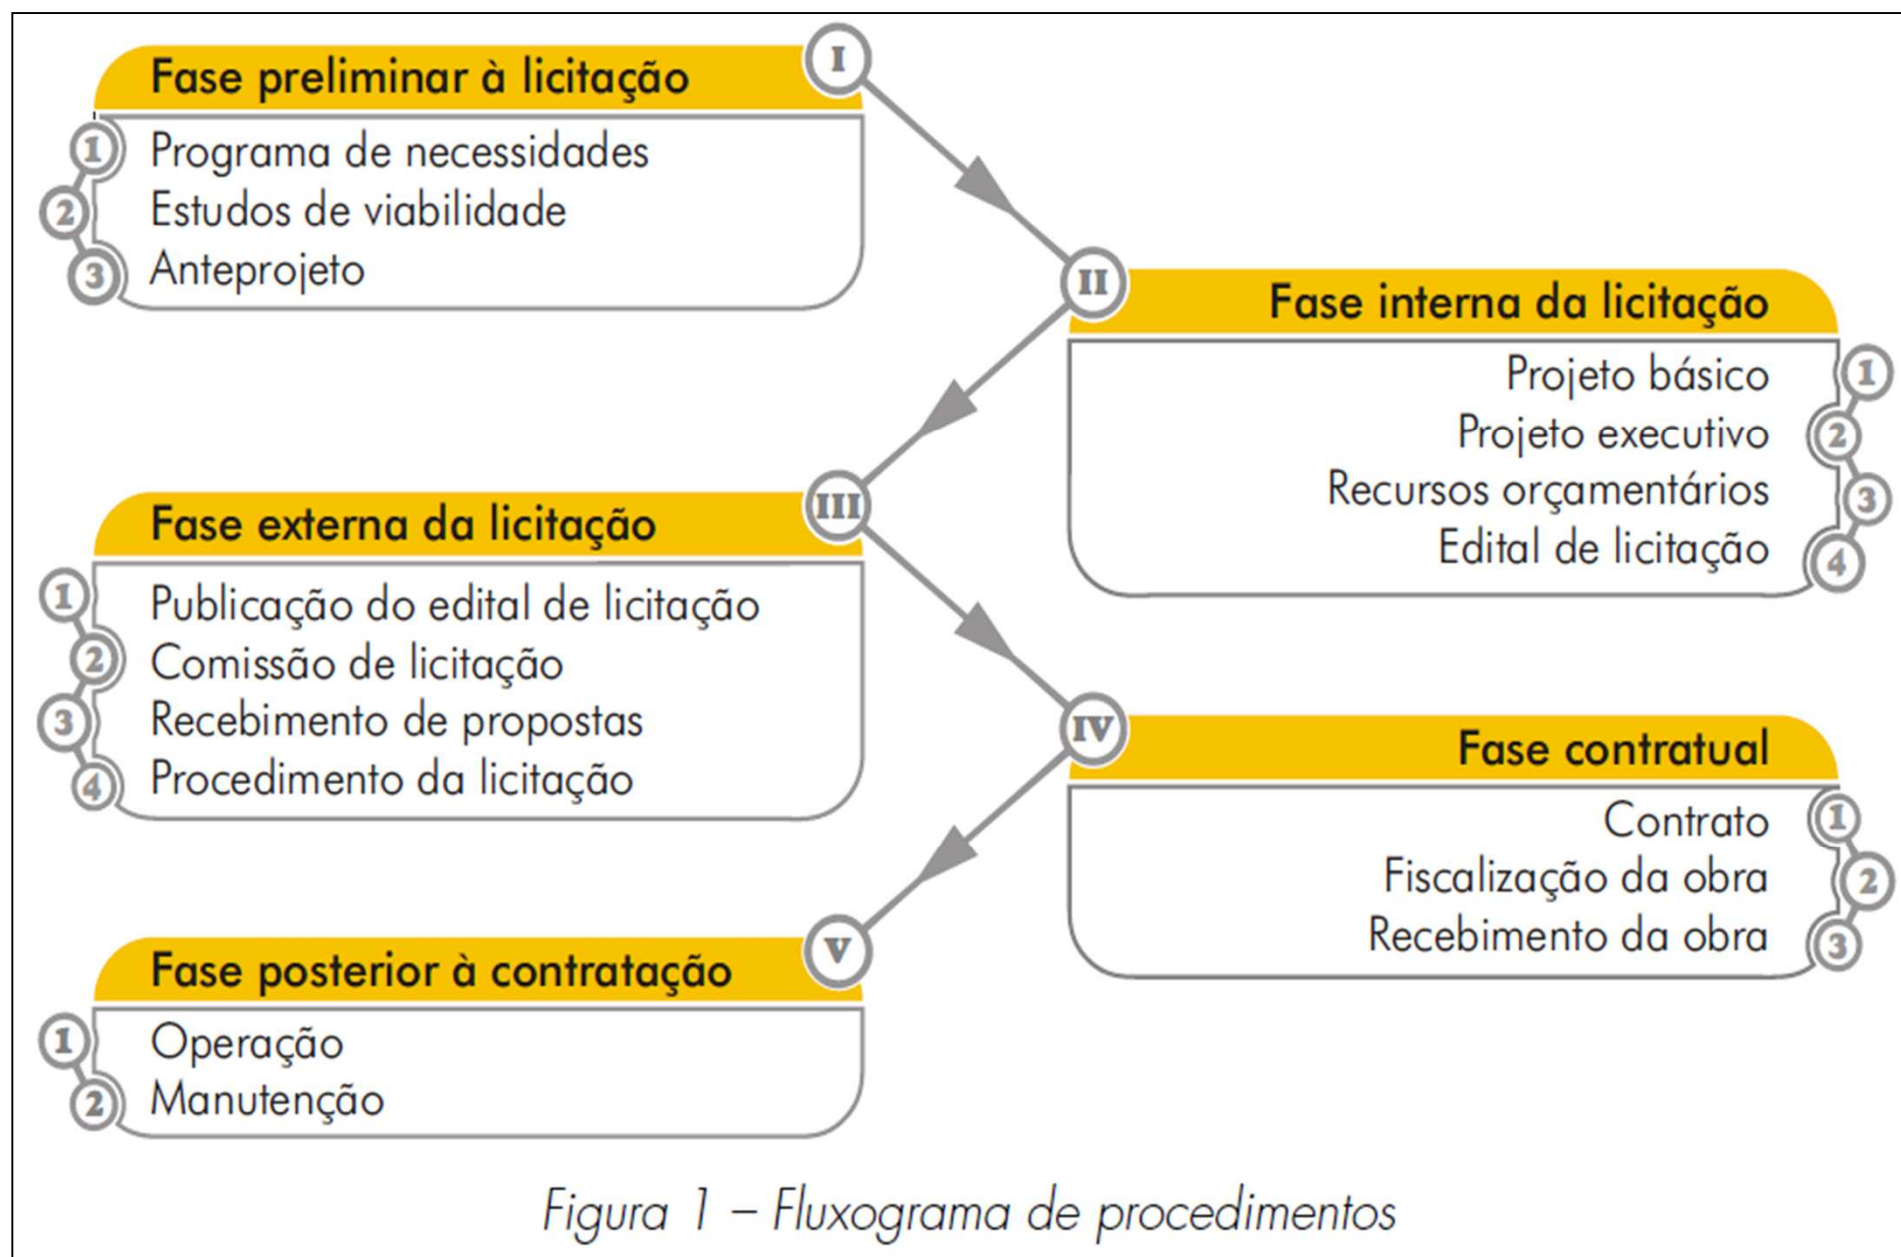 I
Fase preliminar à licitação
1 Programa de necessidades
2 Estudos de viabilidade
3 Anteprojeto
II
Fase interna da licitação
Projeto básico 1
Projeto executivo 2
Recursos orçamentários 3
Edital de licitação 4
III
Fase externa da licitação
1 Publicação do edital de licitação
2 Comissão de licitação
3 Recebimento de propostas
4 Procedimento da licitação
IV
Fase contratual
Contrato 1
Fiscalização da obra 2
Recebimento da obra 3
V
Fase posterior à contratação
1 Operação
2 Manutenção
Figura 1 – Fluxograma de procedimentos